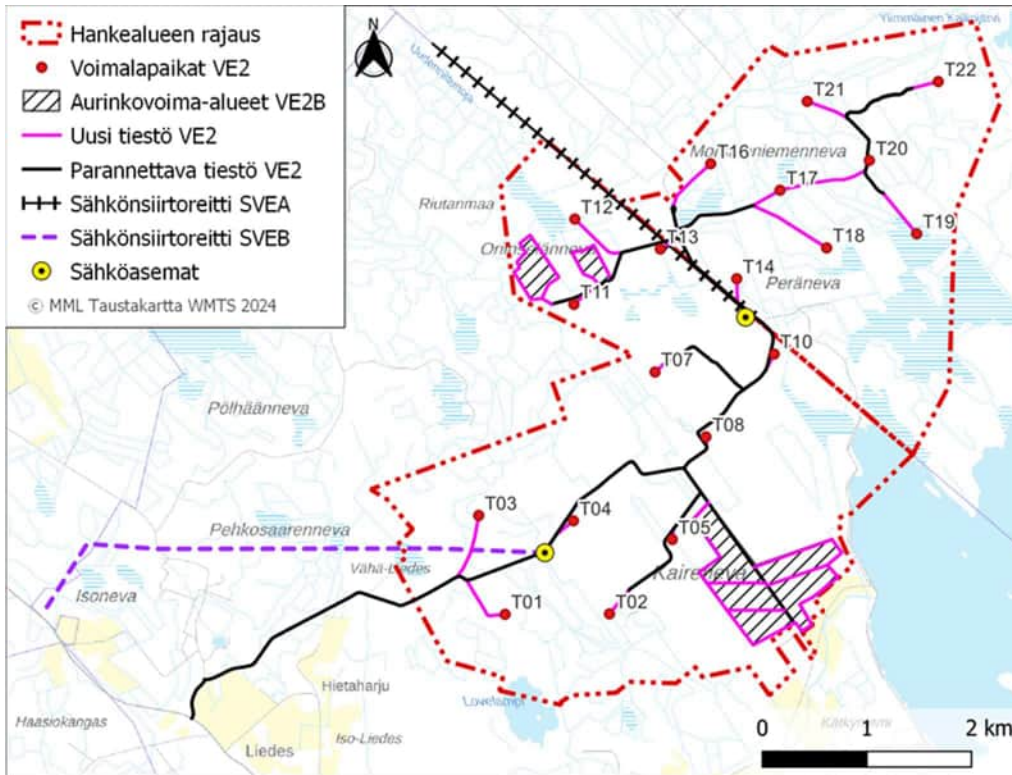 Hankealueen rajaus
Voimalapaikat VE2
Aurinkovoima-alueet VE2B
Uusi tiestö VE2
Parannettava tiestö VE2
Sähkönsiirtoreitti SVEA
Sähkönsiirtoreitti SVEB
Sähköasemat
© MML Taustakartta WMTS 2024
N
T22
T21
T20
T16
T17
Riutanmaa
T12
T13
T18
T19
T14
Peräneva
T11
T10
T07
Pölhäänneva
T08
T03
T04
Pehkosaarenneva
T05
Vähä-Liedes
Kaireneva
Isoneva
T01
T02
Hietaharju
Haasiokangas
Iso-Liedes
Liedes
0 1 2 km